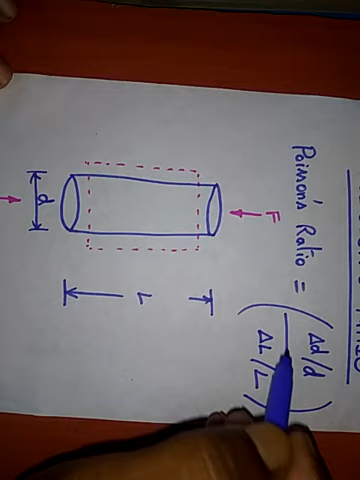 Poisson's Ratio = ( Δd/d
ΔL/L )
F
d
L